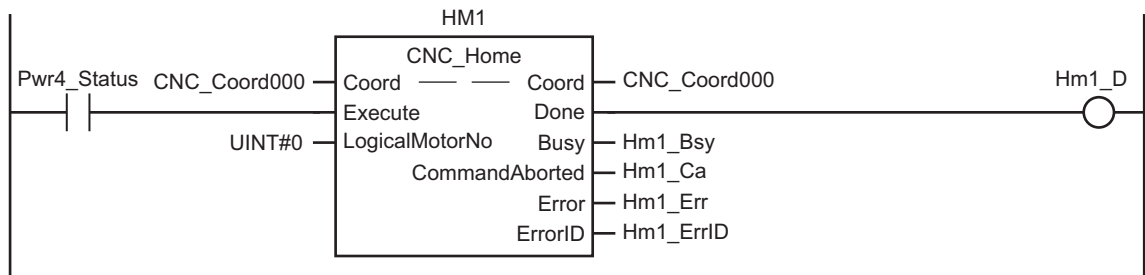 HM1
CNC_Home
Pwr4_Status CNC_Coord000 Coord Coord CNC_Coord000 Hm1_D
Execute Done
UINT#0 LogicalMotorNo Busy Hm1_Bsy
CommandAborted Hm1_Ca
Error Hm1_Err
ErrorID Hm1_ErrID